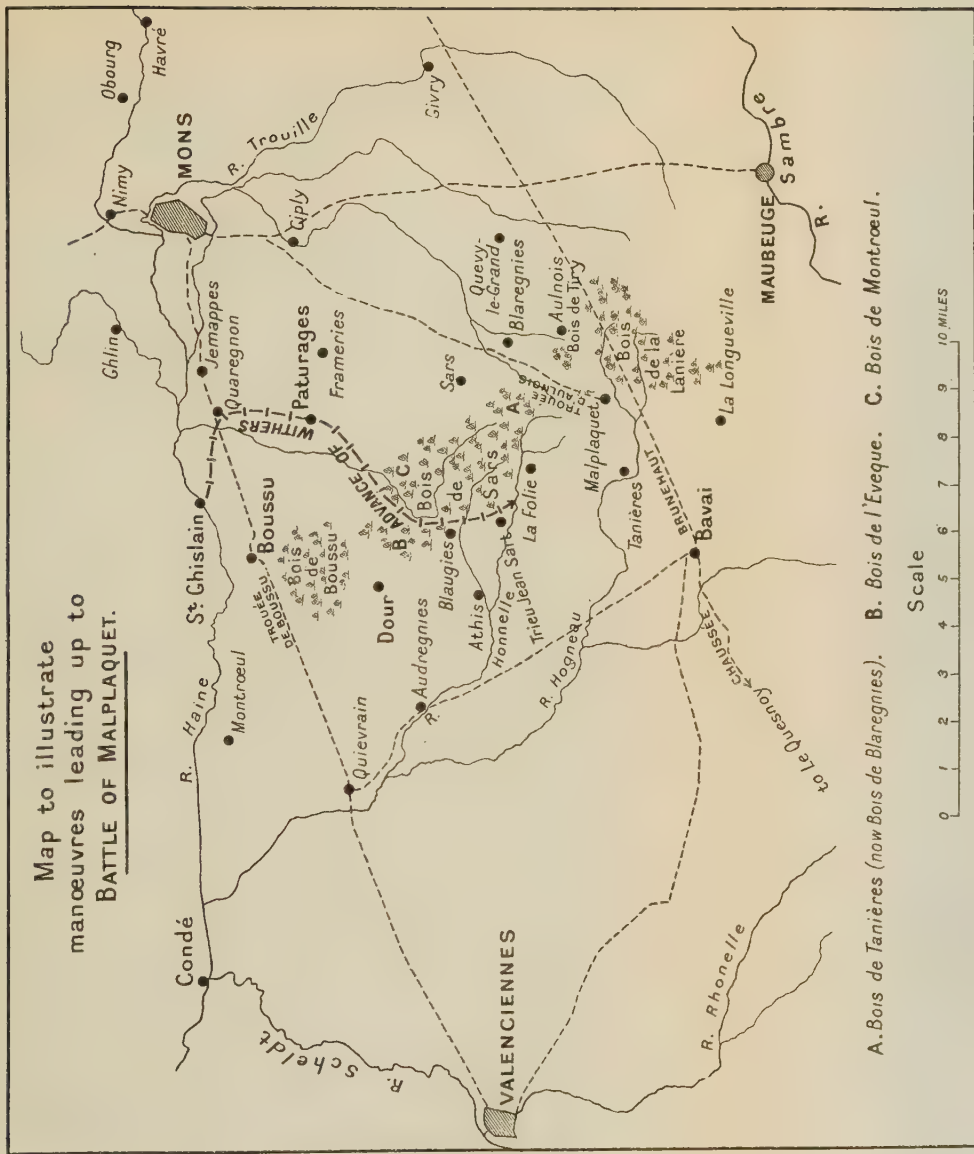 Map to illustrate
manœuvres leading up to
BATTLE OF MALPLAQUET.
Condé
R. Haine
Montrœul
St Ghislain
Ghlin
Nimy
Obourg
Havré
MONS
Jemappes
Quaregnon
Boussu
TROUÉE
DE BOUSSU
Bois
de
Boussu
Paturages
Frameries
Ciply
R. Trouille
Givry
ADVANCE OF WITHERS
Dour
B
C
Quievrain
Audregnies
Blaugies
Athis
R. Honnelle
Trieu Jean Sart
Bois
de
Sars
A
Sars
Quevy-
le-Grand
Blaregnies
Aulnois
Bois de Tiry
La Folie
TROUÉE
D'AULNOIS
Malplaquet
Bois
de la
Lanière
R. Scheldt
VALENCIENNES
R. Hogneau
Tanières
BRUNEHAUT
Bavai
La Longueville
MAUBEUGE
R. Sambre
CHAUSSÉE
to Le Quesnoy
R. Rhonelle
A. Bois de Tanières (now Bois de Blaregnies). B. Bois de l'Eveque. C. Bois de Montrœul.
Scale
0 1 2 3 4 5 6 7 8 9 10 MILES